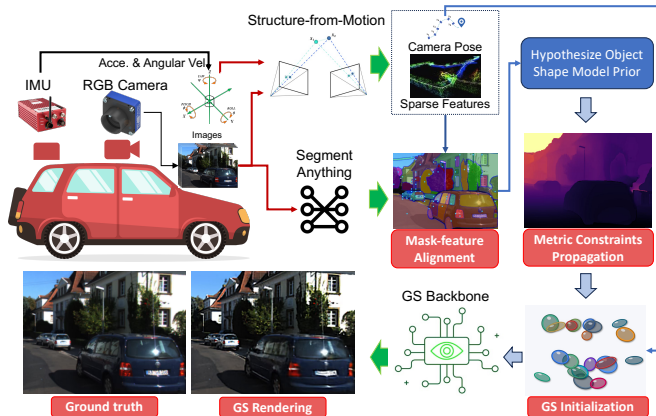 Structure-from-Motion
Acce. & Angular Vel.
IMU
RGB Camera
Images
Camera Pose
Sparse Features
Hypothesize Object
Shape Model Prior
Segment
Anything
Mask-feature
Alignment
Metric Constraints
Propagation
GS Backbone
Ground truth
GS Rendering
GS Initialization